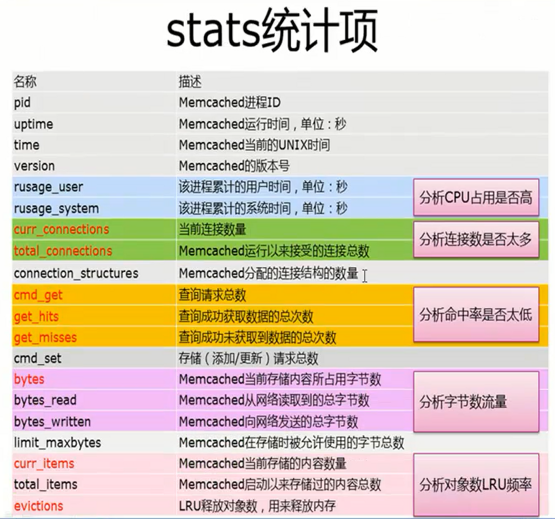 stats统计项
名称 描述
pid Memcached进程ID
uptime Memcached运行时间，单位：秒
time Memcached当前的UNIX时间
version Memcached的版本号
rusage_user 该进程累计的用户时间，单位：秒
rusage_system 该进程累计的系统时间，单位：秒
分析CPU占用是否高
curr_connections 当前连接数量
total_connections Memcached运行以来接受的连接总数
分析连接数是否太多
connection_structures Memcached分配的连接结构的数量
cmd_get 查询请求总数
get_hits 查询成功获取数据的总次数
get_misses 查询成功未获取到数据的总次数
分析命中率是否太低
cmd_set 存储（添加/更新）请求总数
bytes Memcached当前存储内容所占用字节数
bytes_read Memcached从网络读取到的总字节数
bytes_written Memcached向网络发送的总字节数
分析字节数流量
limit_maxbytes Memcached在存储时被允许使用的字节总数
curr_items Memcached当前存储的内容数量
total_items Memcached启动以来存储过的内容总数
evictions LRU释放对象数，用来释放内存
分析对象数LRU频率